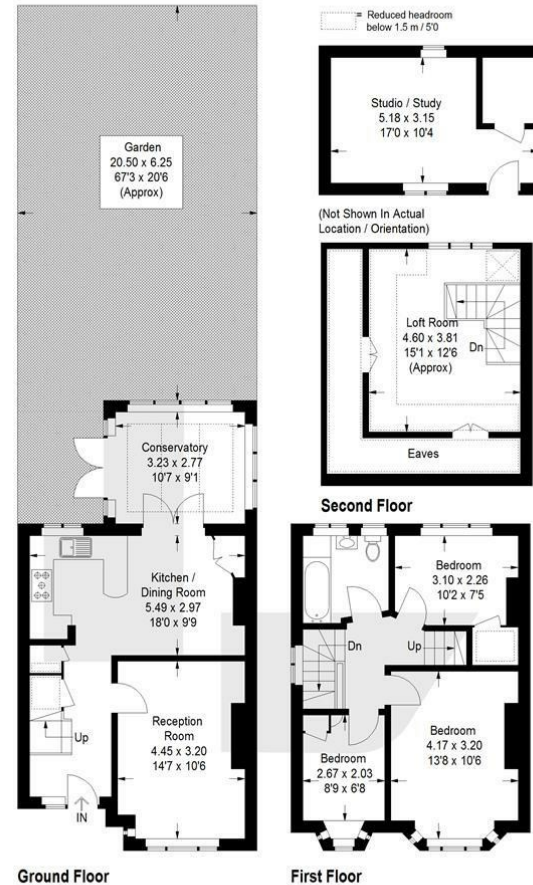 Reduced headroom
below 1.5 m / 5'0
Studio / Study
5.18 x 3.15
17'0 x 10'4
(Not Shown In Actual
Location / Orientation)
Garden
20.50 x 6.25
67'3 x 20'6
(Approx)
Loft Room
4.60 x 3.81
15'1 x 12'6
(Approx)
Dn
Eaves
Second Floor
Conservatory
3.23 x 2.77
10'7 x 9'1
Kitchen /
Dining Room
5.49 x 2.97
18'0 x 9'9
Reception
Room
4.45 x 3.20
14'7 x 10'6
Up
IN
Ground Floor
Bedroom
3.10 x 2.26
10'2 x 7'5
Dn
Up
Bedroom
4.17 x 3.20
13'8 x 10'6
Bedroom
2.67 x 2.03
8'9 x 6'8
First Floor